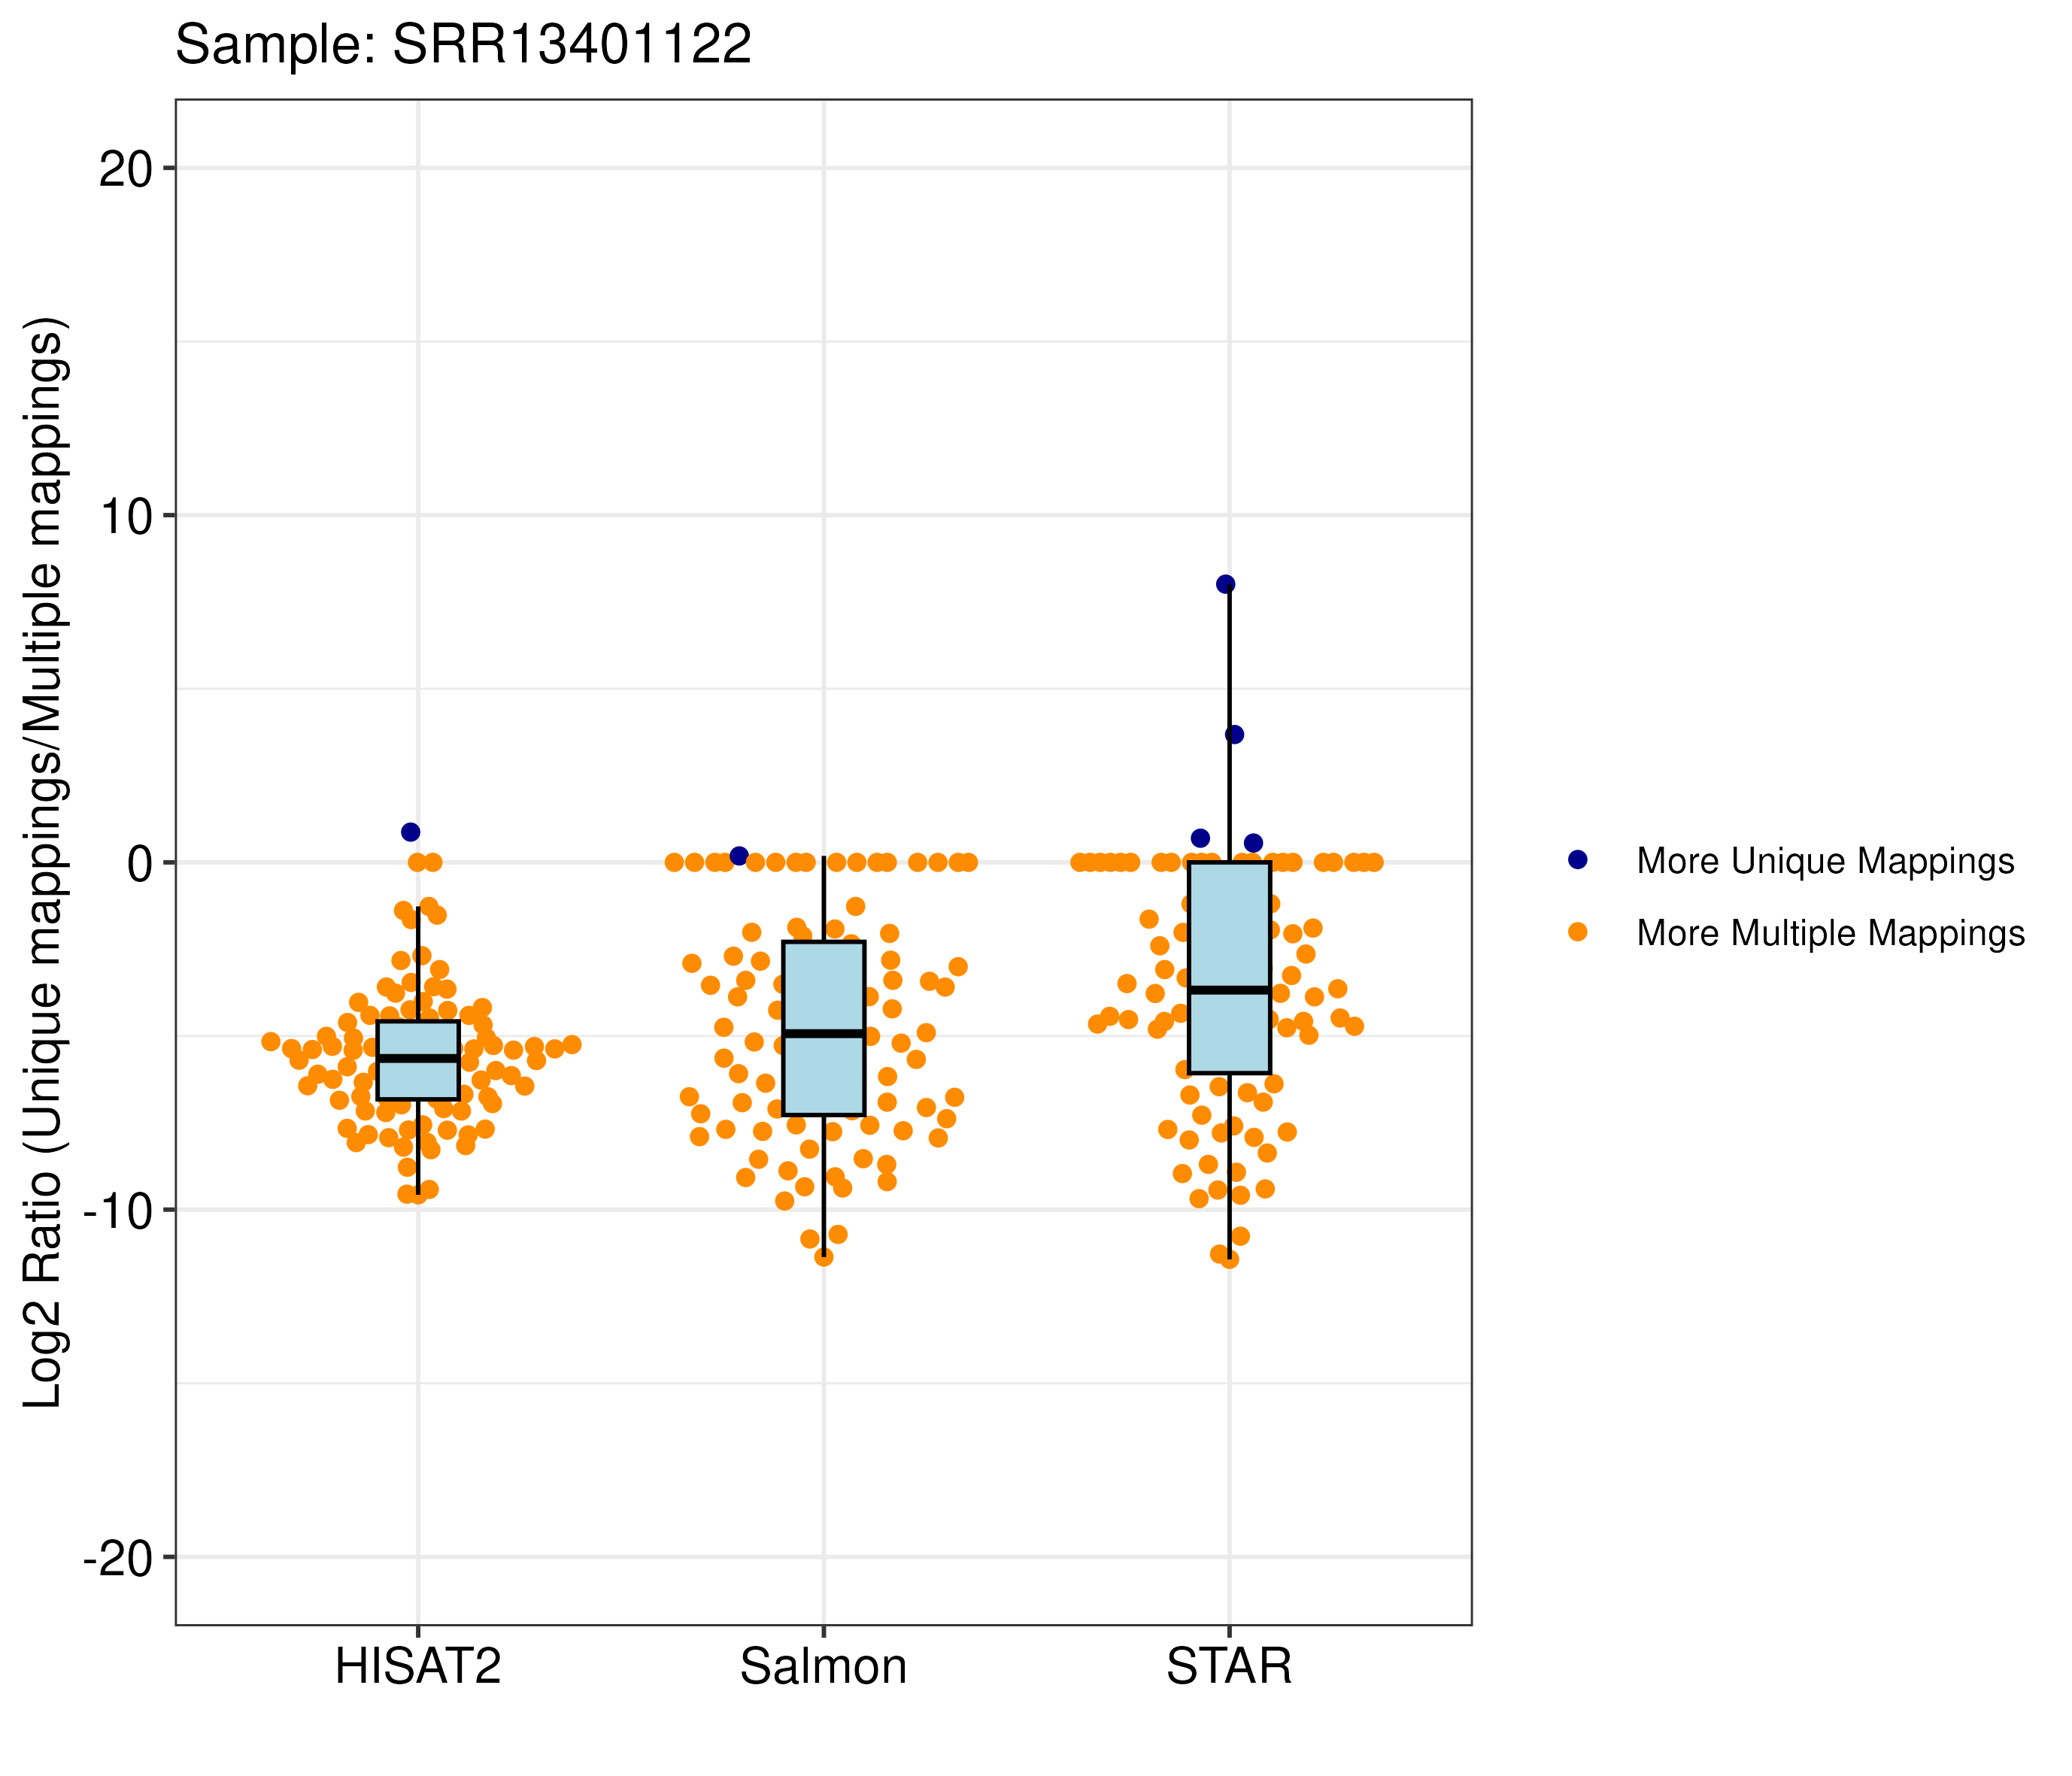 Sample: SRR13401122
Log2 Ratio (Unique mappings/Multiple mappings)
20
10
0
-10
-20
HISAT2
Salmon
STAR
More Unique Mappings
More Multiple Mappings